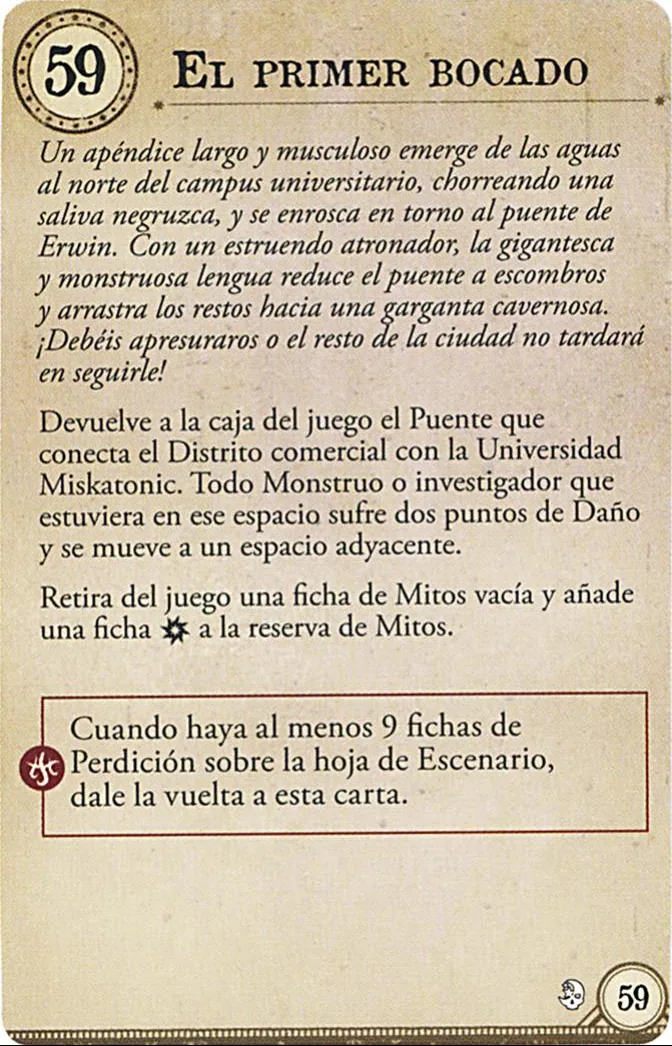 59
El primer bocado
Un apéndice largo y musculoso emerge de las aguas
al norte del campus universitario, chorreando una
saliva negruzca, y se enrosca en torno al puente de
Erwin. Con un estruendo atronador, la gigantesca
y monstruosa lengua reduce el puente a escombros
y arrastra los restos hacia una garganta cavernosa.
¡Debéis apresuraros o el resto de la ciudad no tardará
en seguirle!
Devuelve a la caja del juego el Puente que
conecta el Distrito comercial con la Universidad
Miskatonic. Todo Monstruo o investigador que
estuviera en ese espacio sufre dos puntos de Daño
y se mueve a un espacio adyacente.
Retira del juego una ficha de Mitos vacía y añade
una ficha a la reserva de Mitos.
Cuando haya al menos 9 fichas de
Perdición sobre la hoja de Escenario,
dale la vuelta a esta carta.
59